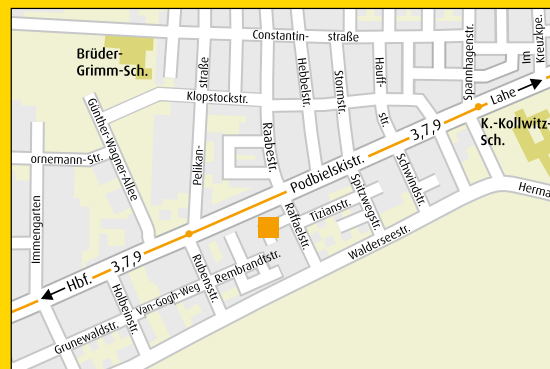 Constantin- straße
Brüder-
Grimm-Sch.
Pelikan- straße
Klopstockstr.
Raabestr.
Hebbelstr.
Stormstr.
Hauff-
str.
Spannhagenstr.
Im
Kreuzkpe.
Lahe
K.-Kollwitz-
Sch.
Günther-Wagner-Allee
ornemann-Str.
Immengarten
3,7,9
Podbielskistr.
Schwindstr.
Spitzwegstr.
Tizianstr.
Raffaelstr.
Herma
Walderseestr.
Rembrandtstr.
Rubensstr.
Van-Gogh-Weg
Holbeinstr.
Grunewaldstr.
Hbf. 3,7,9